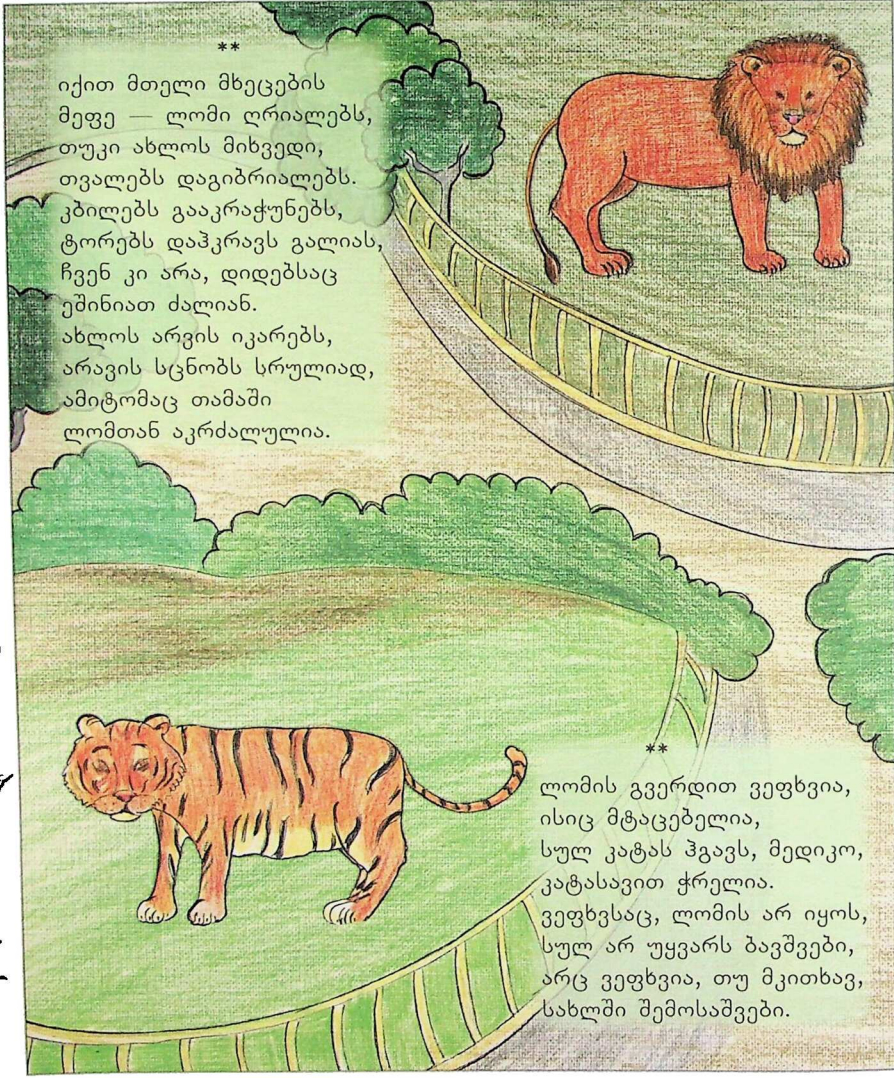 **
იქით მთელი მხეცების
მეფე — ლომი ღრიალებს,
თუკი ახლოს მიხვედი,
თვალებს დაგიბრიალებს.
კბილებს გააკრაჭუნებს,
ტორებს დაჰკრავს გალიას,
ჩვენ კი არა, დიდებსაც
ეშინიათ ძალიან.
ახლოს არვის იკარებს,
არავის სცნობს სრულიად,
ამიტომაც თამაში
ლომთან აკრძალულია.
**
ლომის გვერდით ვეფხვია,
ისიც მტაცებელია,
სულ კატას ჰგავს, მედიკო,
კატასავით ჭრელია.
ვეფხვსაც, ლომის არ იყოს,
სულ არ უყვარს ბავშვები,
არც ვეფხვია, თუ მკითხავ,
სახლში შემოსაშვები.